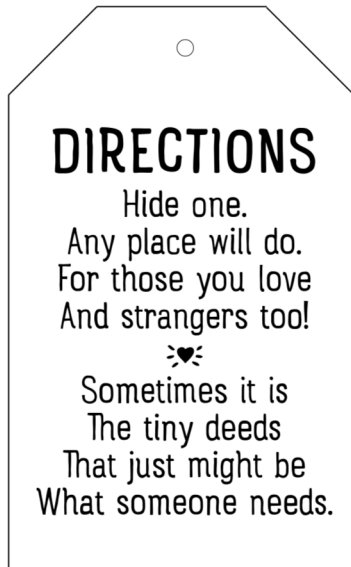 DIRECTIONS
Hide one.
Any place will do.
For those you love
And strangers too!
Sometimes it is
The tiny deeds
That just might be
What someone needs.